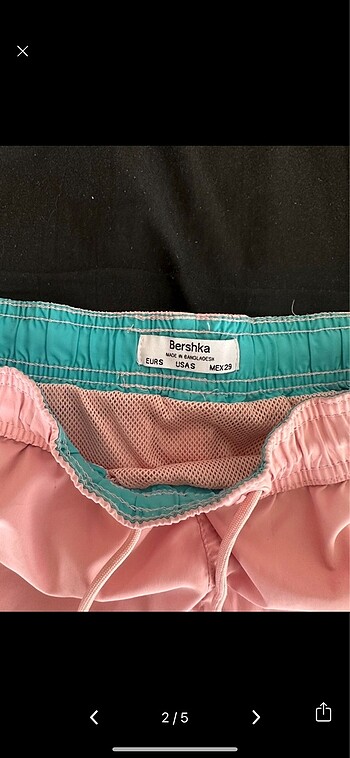 Bershka
MADE IN BANGLADESH
EUR S USA S MEX 29
2/5